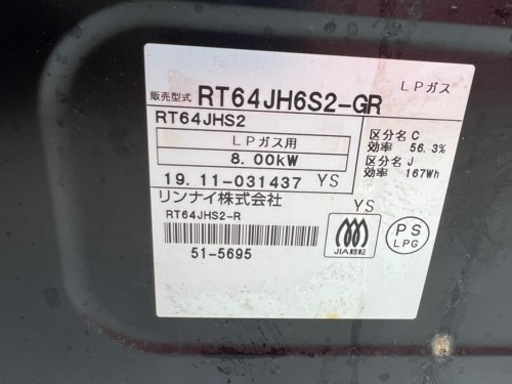 LPガス
販売型式 RT64JH6S2-GR
RT64JHS2
LPガス用
8.00kW
区分名 C
効率 56.3%
区分名 J
効率 167Wh
19.11-031437 YS
リンナイ株式会社
YS
RT64JHS2-R
51-5695
JIA認証
PS
LPG